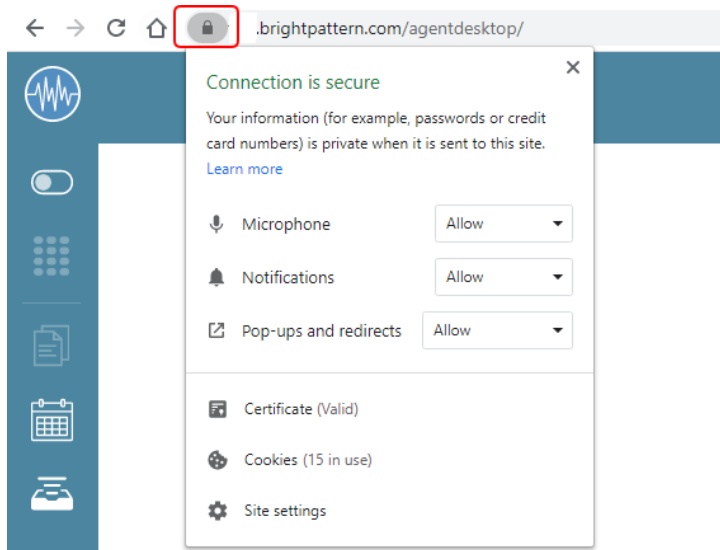 .brightpattern.com/agentdesktop/
Connection is secure
Your information (for example, passwords or credit
card numbers) is private when it is sent to this site.
Learn more
Microphone Allow
Notifications Allow
Pop-ups and redirects Allow
Certificate (Valid)
Cookies (15 in use)
Site settings